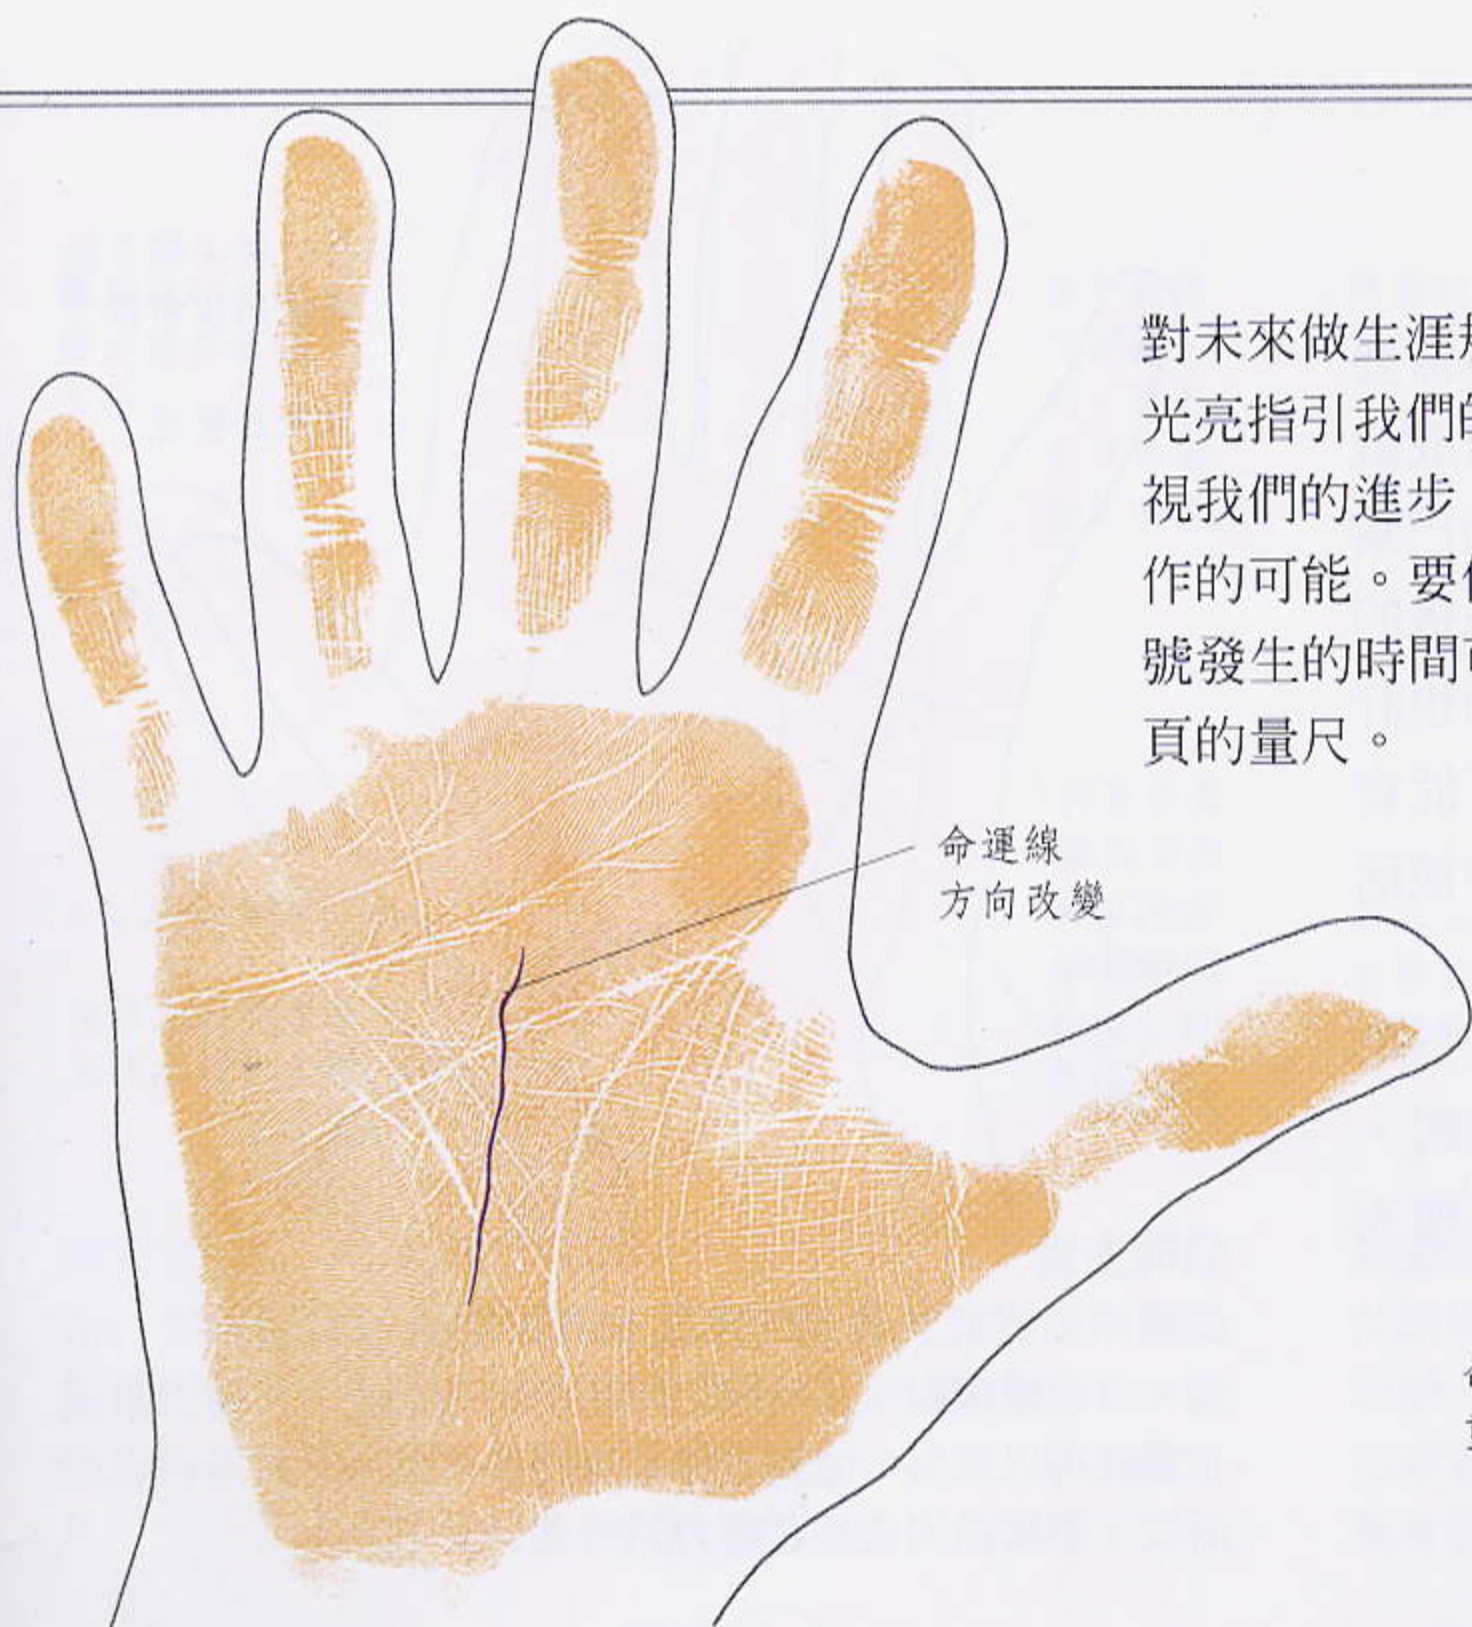 對未來做生涯
光亮指引我們的
視我們的進步
作的可能。要
號發生的時間
頁的量尺。
命運線
方向改變